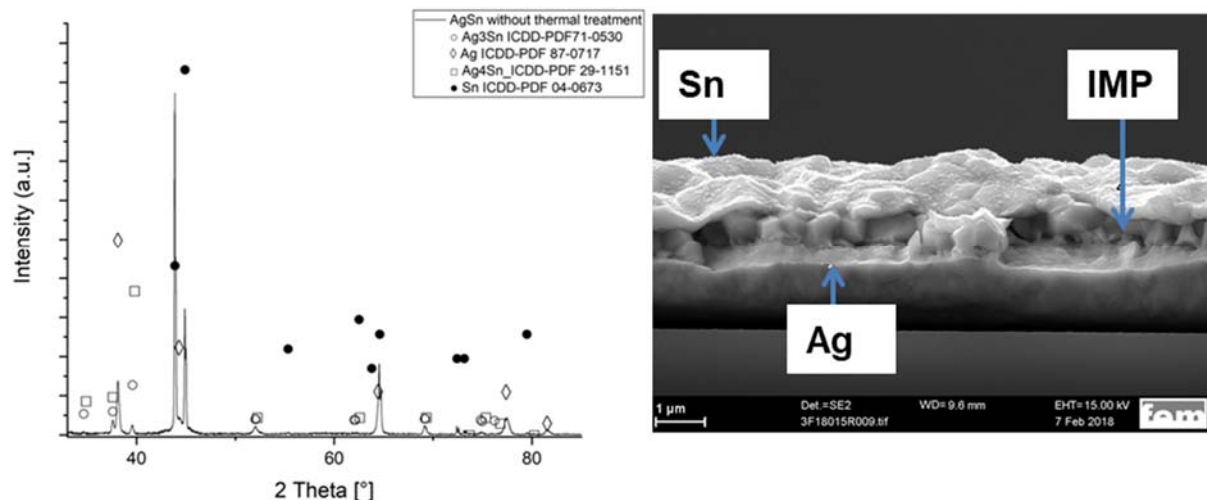 AgSn without thermal treatment
Ag3Sn ICDD-PDF71-0530
Ag ICDD-PDF 87-0717
Ag4Sn_ICDD-PDF 29-1151
Sn ICDD-PDF 04-0673
Intensity (a.u.)
40
60
80
2 Theta [°]
Sn
IMP
Ag
1 µm
Det.=SE2
WD= 9.6 mm
EHT=15.00 kV
3F18015R009.tif
7 Feb 2018
fem